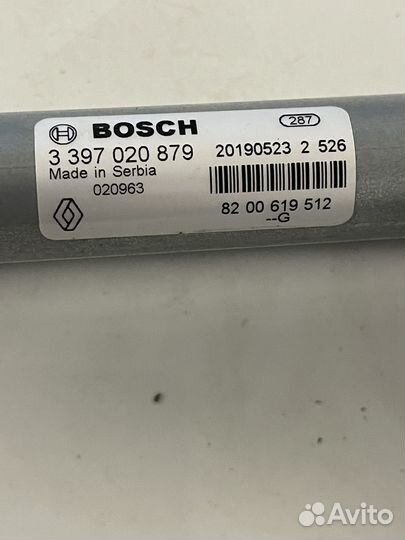 BOSCH
287
3 397 020 879
20190523 2 526
Made in Serbia
020963
82 00 619 512
--G
Avito